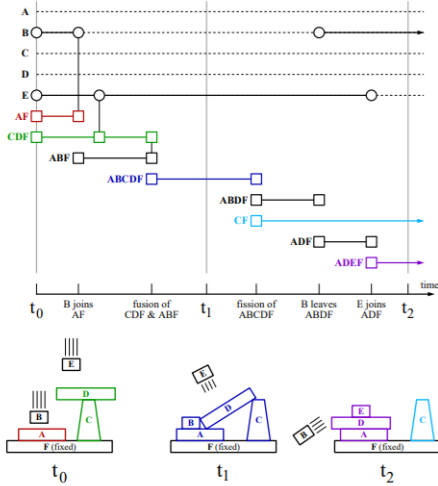 A
B
C
D
E
AF
CDF
ABF
ABCDF
ABDF
CF
ADF
ADEF
time
t0 B joins AF fusion of CDF & ABF t1 fission of ABCDF B leaves ABDF E joins ADF t2
E
B
D
A
C
F (fixed)
t0
E
B
D
A
C
F (fixed)
t1
B
E
D
A
C
F (fixed)
t2